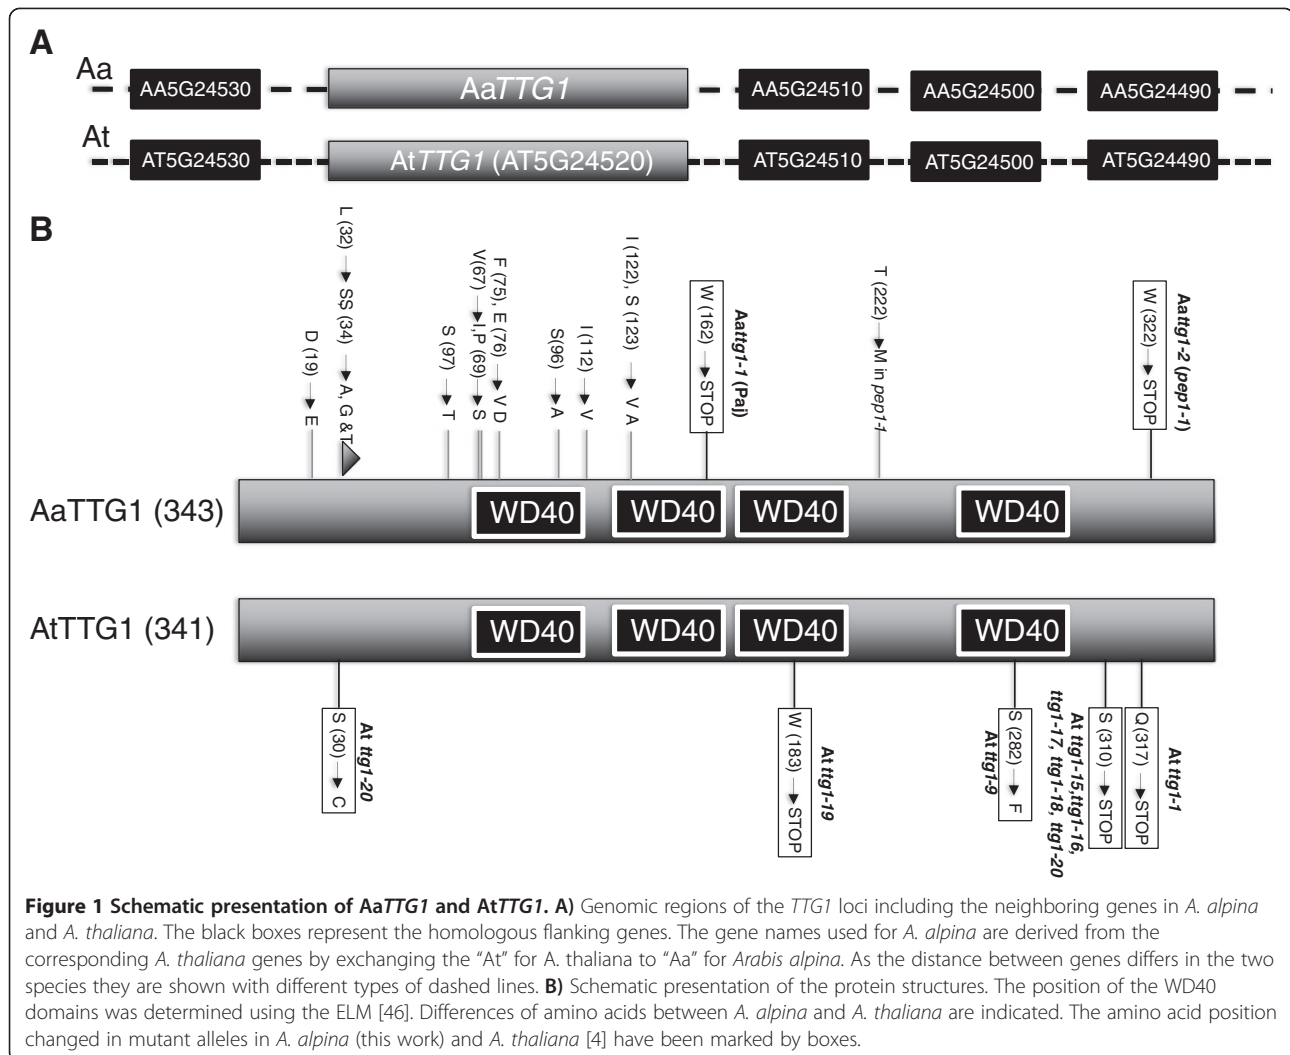 A
Aa
AA5G24530
AaTTG1
AA5G24510
AA5G24500
AA5G24490
At
AT5G24530
AtTTG1 (AT5G24520)
AT5G24510
AT5G24500
AT5G24490
B
D (19) → E
L (32) → S
S (34) → A, G & T
S (97) → T
V(67) → I, P (69) → S
F (75), E (76) → V D
S(96) → A
I(112) → V
I (122), S (123) → V A
W (162) → STOP
Aattg1-1 (Paj)
T (222) → M in pep1-1
W (322) → STOP
Aattg1-2 (pep1-1)
AaTTG1 (343)
WD40
WD40
WD40
WD40
AtTTG1 (341)
WD40
WD40
WD40
WD40
S (30) → C
At ttg1-20
W (183) → STOP
At ttg1-19
S (282) → F
At ttg1-9
S (310) → STOP
At ttg1-15,ttg1-16,
ttg1-17, ttg1-18, ttg1-20
Q(317) → STOP
At ttg1-1
Figure 1 Schematic presentation of AaTTG1 and AtTTG1. A) Genomic regions of the TTG1 loci including the neighboring genes in A. alpina
and A. thaliana. The black boxes represent the homologous flanking genes. The gene names used for A. alpina are derived from the
corresponding A. thaliana genes by exchanging the “At” for A. thaliana to “Aa” for Arabis alpina. As the distance between genes differs in the two
species they are shown with different types of dashed lines. B) Schematic presentation of the protein structures. The position of the WD40
domains was determined using the ELM [46]. Differences of amino acids between A. alpina and A. thaliana are indicated. The amino acid position
changed in mutant alleles in A. alpina (this work) and A. thaliana [4] have been marked by boxes.